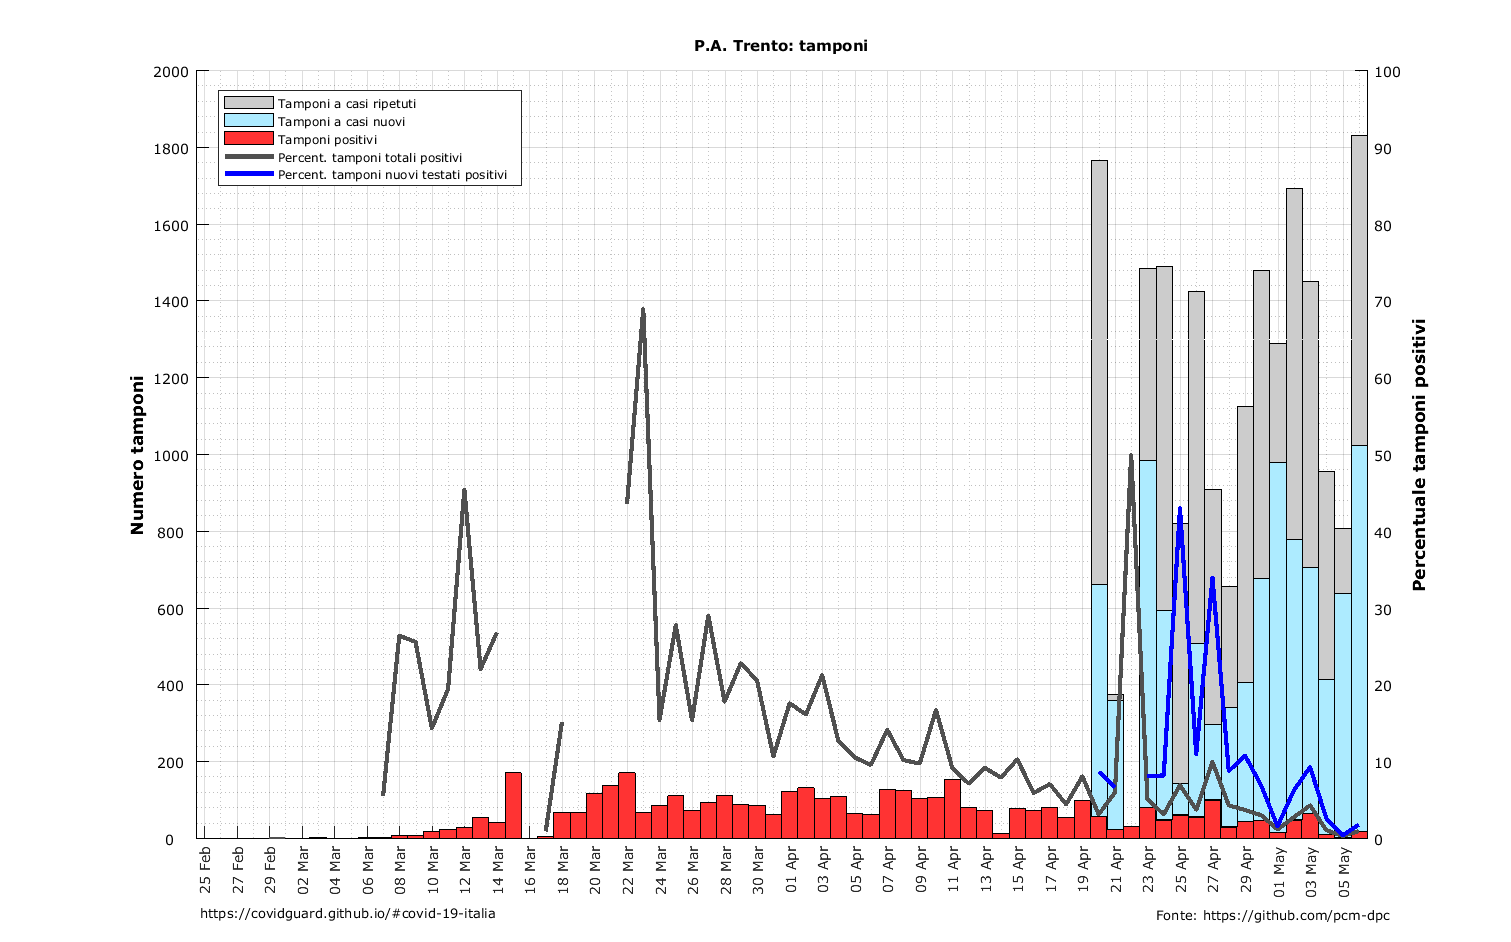 P.A. Trento: tamponi
Tamponi a casi ripetuti
Tamponi a casi nuovi
Tamponi positivi
Percent. tamponi totali positivi
Percent. tamponi nuovi testati positivi
Numero tamponi
2000
1800
1600
1400
1200
1000
800
600
400
200
0
Percentuale tamponi positivi
100
90
80
70
60
50
40
30
20
10
0
25 Feb
27 Feb
29 Feb
02 Mar
04 Mar
06 Mar
08 Mar
10 Mar
12 Mar
14 Mar
16 Mar
18 Mar
20 Mar
22 Mar
24 Mar
26 Mar
28 Mar
30 Mar
01 Apr
03 Apr
05 Apr
07 Apr
09 Apr
11 Apr
13 Apr
15 Apr
17 Apr
19 Apr
21 Apr
23 Apr
25 Apr
27 Apr
29 Apr
01 May
03 May
05 May
https://covidguard.github.io/#covid-19-italia
Fonte: https://github.com/pcm-dpc